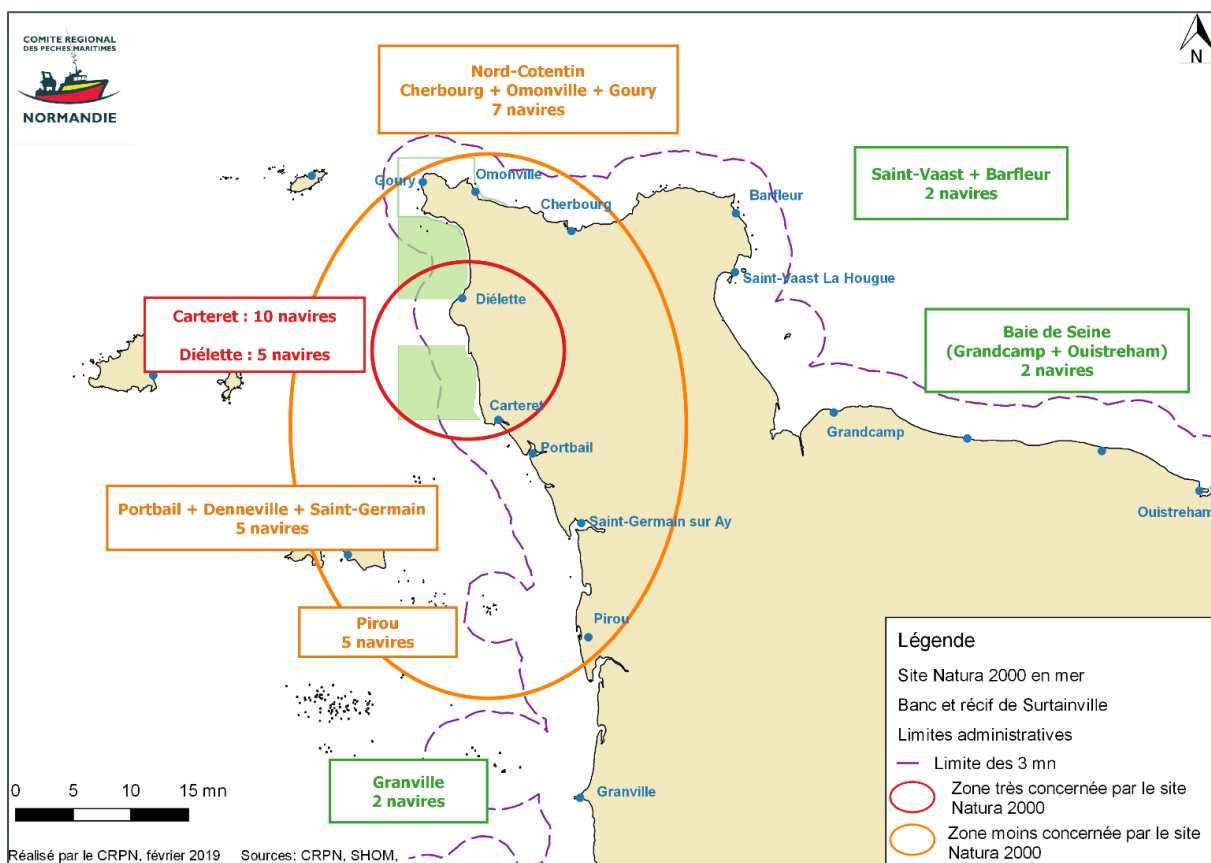 COMITE REGIONAL
DES PECHES MARITIMES
NORMANDIE
N
Nord-Cotentin
Cherbourg + Omonville + Goury
7 navires
Saint-Vaast + Barfleur
2 navires
Goury
Omonville
Cherbourg
Barfleur
Saint-Vaast La Hougue
Diélette
Carteret : 10 navires
Diélette : 5 navires
Baie de Seine
(Grandcamp + Ouistreham)
2 navires
Carteret
Grandcamp
Portbail
Ouistreham
Portbail + Denneville + Saint-Germain
5 navires
Saint-Germain sur Ay
Pirou
5 navires
Pirou
Granville
2 navires
Granville
Légende
Site Natura 2000 en mer
Banc et récif de Surtainville
Limites administratives
Limite des 3 mn
Zone très concernée par le site
Natura 2000
Zone moins concernée par le site
Natura 2000
0 5 10 15 mn
Réalisé par le CRPN, février 2019 Sources: CRPN, SHOM,